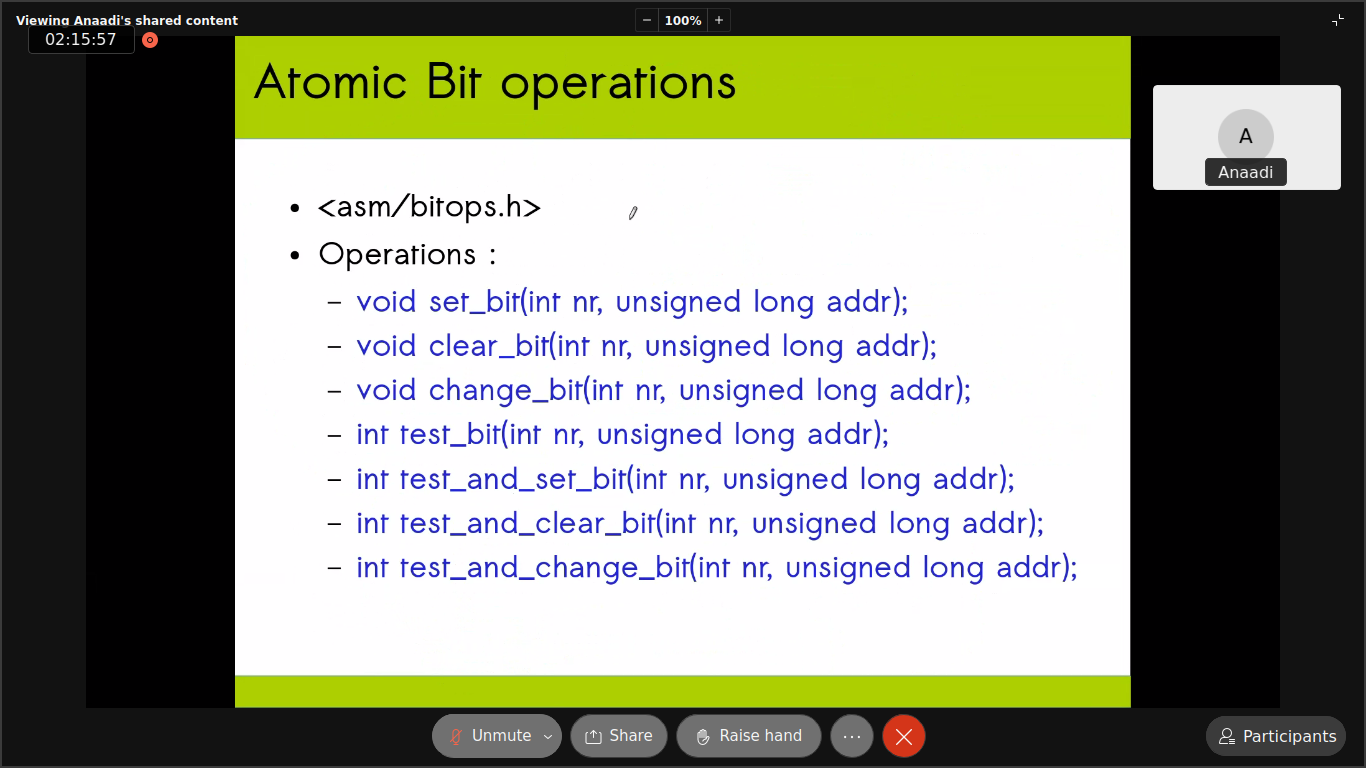 Viewing Anaadi's shared content
− 100% +
02:15:57
Atomic Bit operations
A
Anaadi
• <asm/bitops.h>
• Operations :
– void set_bit(int nr, unsigned long addr);
– void clear_bit(int nr, unsigned long addr);
– void change_bit(int nr, unsigned long addr);
– int test_bit(int nr, unsigned long addr);
– int test_and_set_bit(int nr, unsigned long addr);
– int test_and_clear_bit(int nr, unsigned long addr);
– int test_and_change_bit(int nr, unsigned long addr);
Unmute Share Raise hand ... Participants